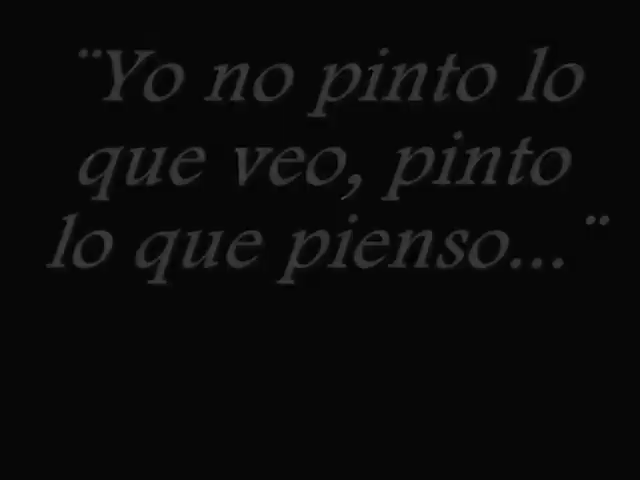 ¨Yo no pinto lo
que veo, pinto
lo que pienso...¨